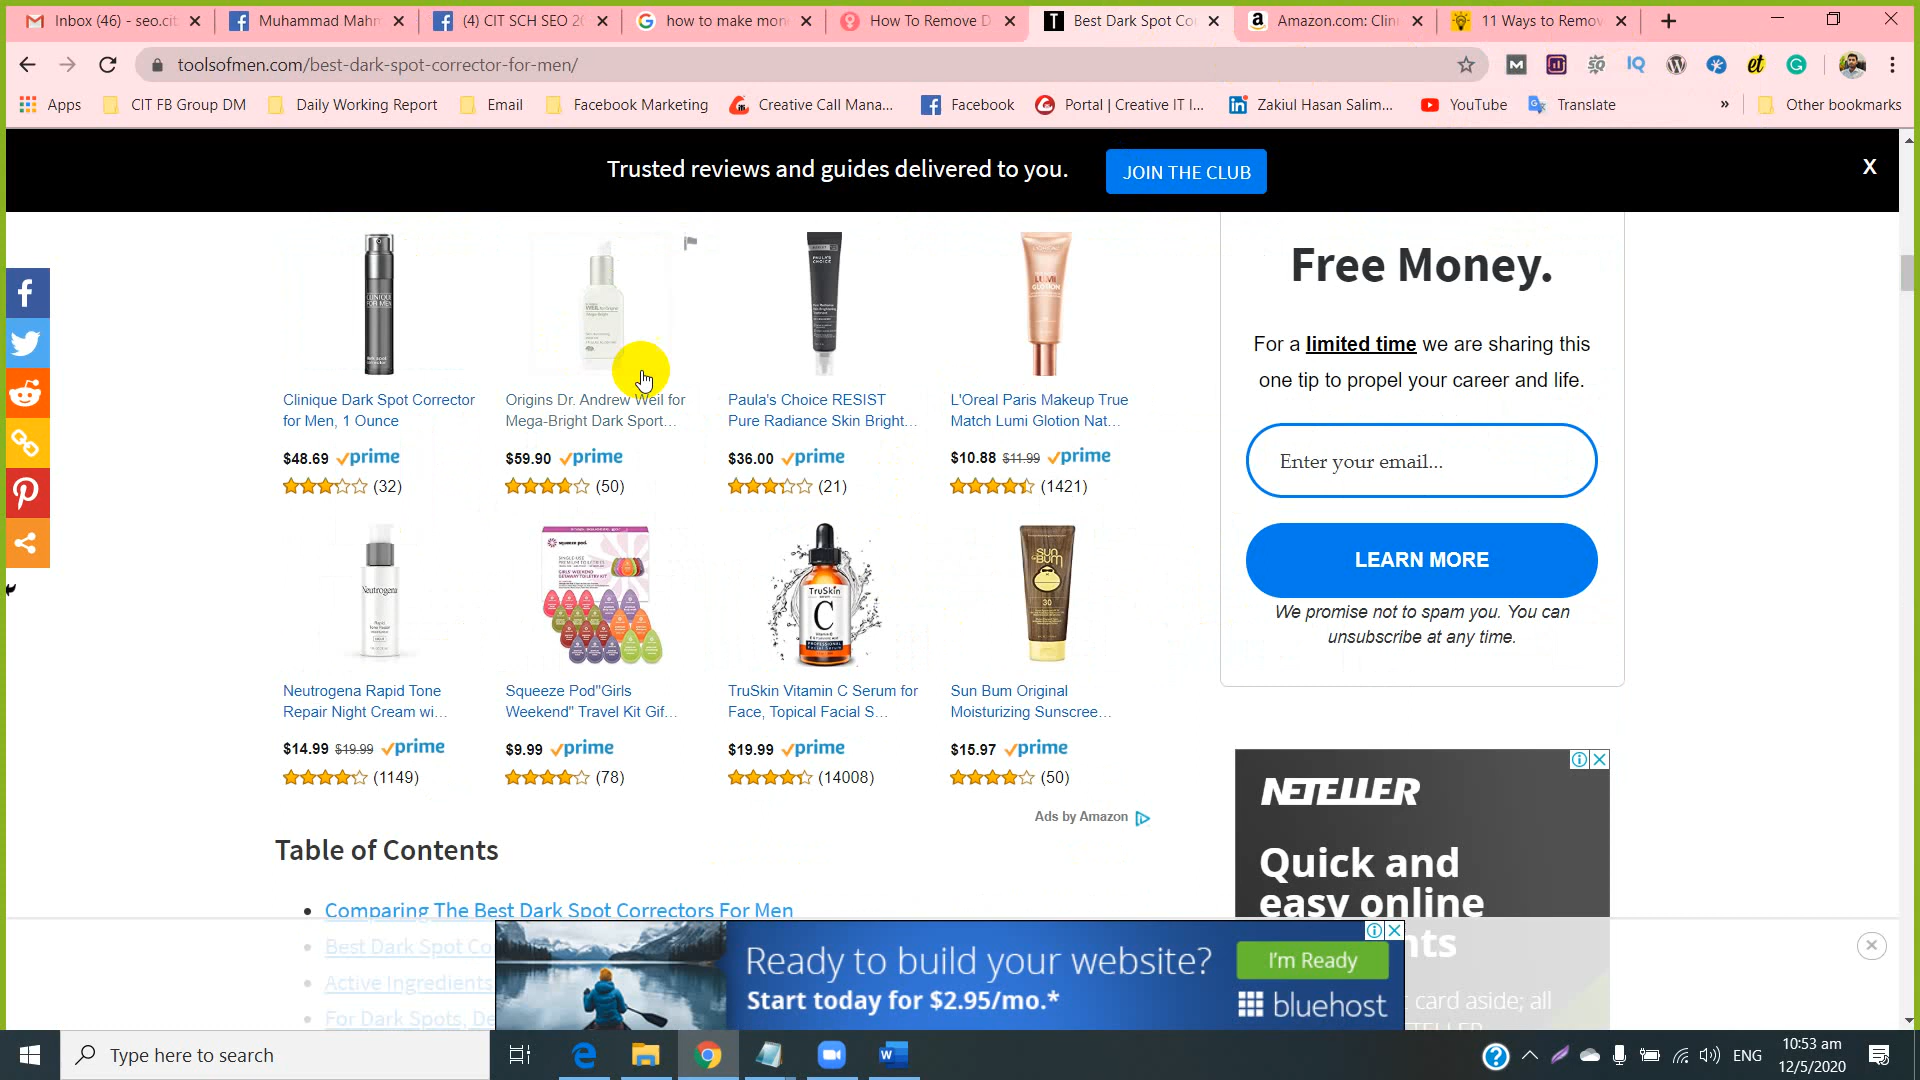 Inbox (46) - seo.cit
Muhammad Mahm
(4) CIT SCH SEO 20
how to make mon
How To Remove D
Best Dark Spot Co
Amazon.com: Clini
11 Ways to Remov
toolsofmen.com/best-dark-spot-corrector-for-men/
Apps
CIT FB Group DM
Daily Working Report
Email
Facebook Marketing
Creative Call Mana...
Facebook
Portal | Creative IT I...
Zakiul Hasan Salim...
YouTube
Translate
»
Other bookmarks
Trusted reviews and guides delivered to you.
JOIN THE CLUB
X
Clinique Dark Spot Corrector
for Men, 1 Ounce
$48.69 prime
(32)
Origins Dr. Andrew Weil for
Mega-Bright Dark Sport...
$59.90 prime
(50)
Paula's Choice RESIST
Pure Radiance Skin Bright...
$36.00 prime
(21)
L'Oreal Paris Makeup True
Match Lumi Glotion Nat...
$10.88 $11.99 prime
(1421)
Neutrogena
squeeze pod
TruSkin
C
PROFESSIONAL
sun
BUM
30
Neutrogena Rapid Tone
Repair Night Cream wi...
$14.99 $19.99 prime
(1149)
Squeeze Pod"Girls
Weekend" Travel Kit Gif...
$9.99 prime
(78)
TruSkin Vitamin C Serum for
Face, Topical Facial S...
$19.99 prime
(14008)
Sun Bum Original
Moisturizing Sunscree...
$15.97 prime
(50)
Ads by Amazon
Table of Contents
Comparing The Best Dark Spot Correctors For Men
Best Dark Spot Co
Active Ingredients
For Dark Spots, De
Free Money.
For a limited time we are sharing this
one tip to propel your career and life.
Enter your email...
LEARN MORE
We promise not to spam you. You can
unsubscribe at any time.
NETELLER
Quick and
easy online
nts
card aside; all
Ready to build your website?
Start today for $2.95/mo.*
I'm Ready
bluehost
Type here to search
ENG
10:53 am
12/5/2020